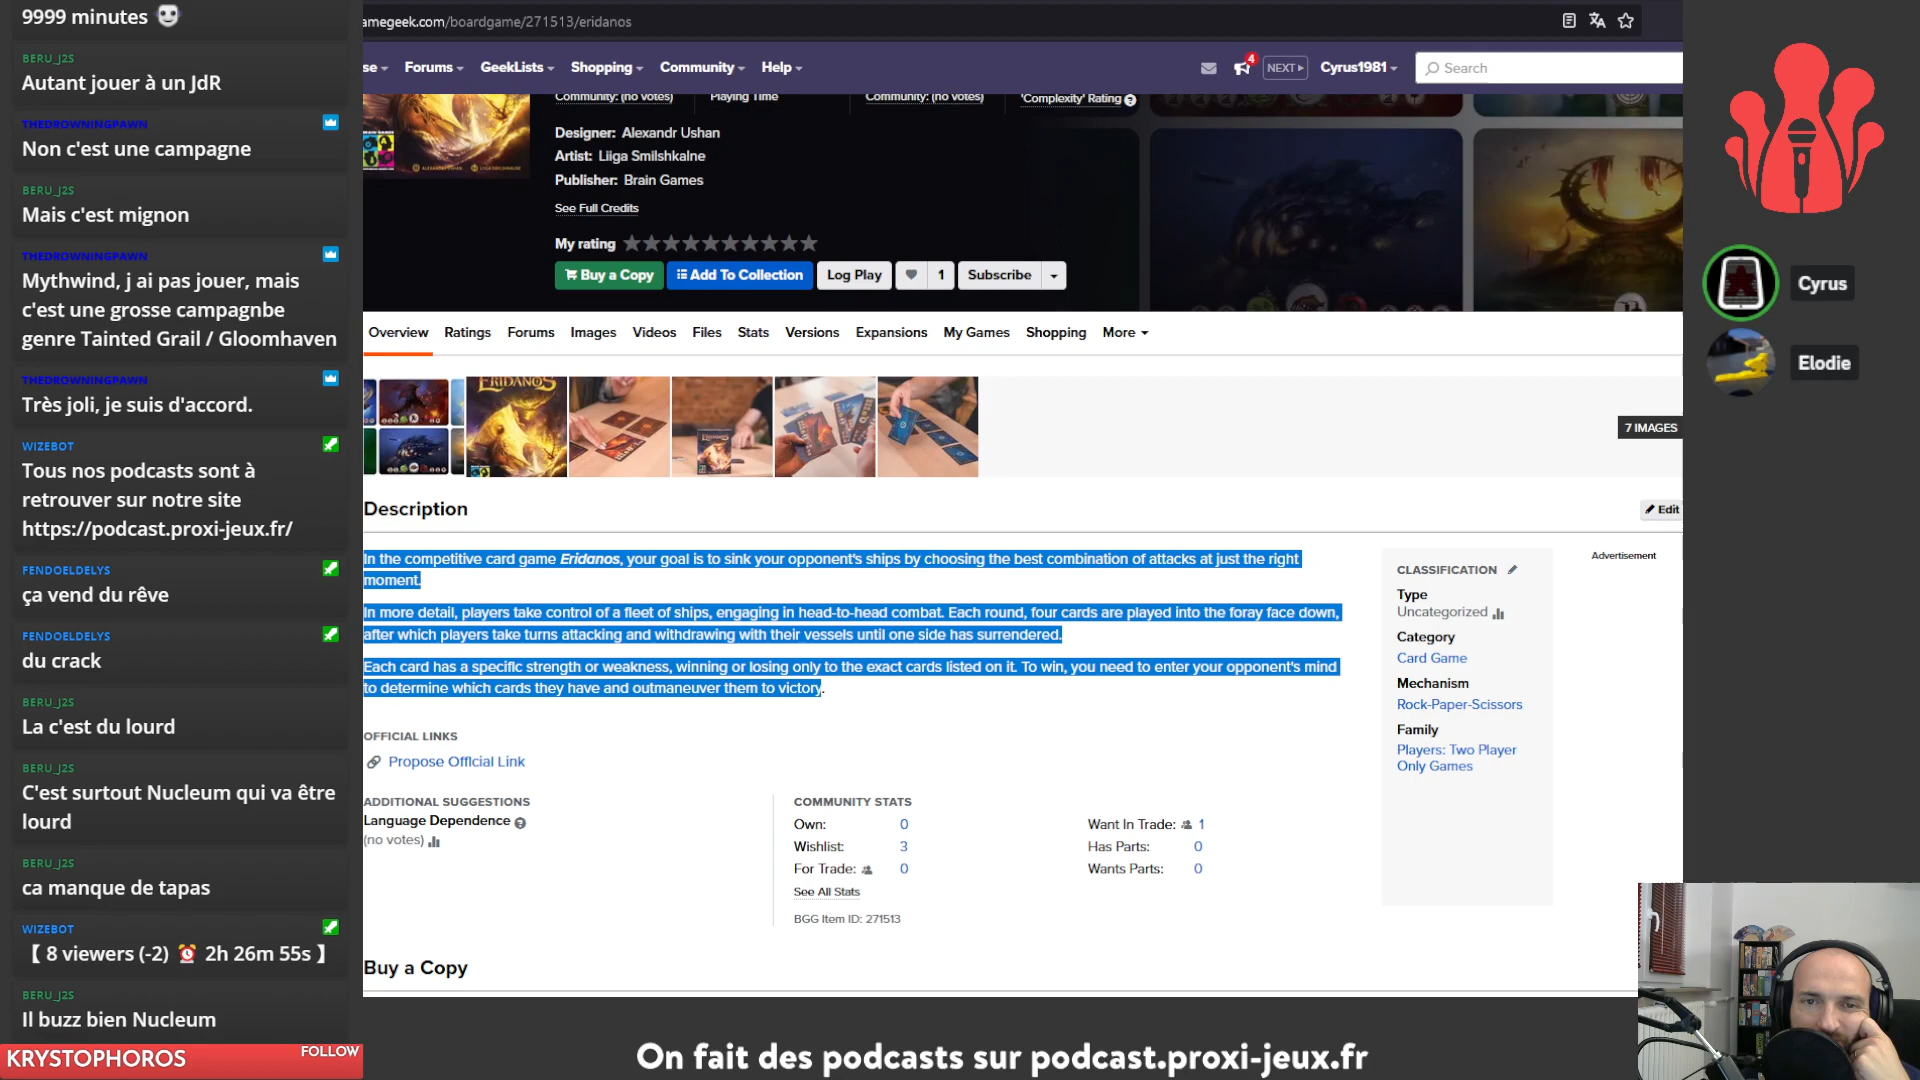 9999 minutes
BERU_J2S
Autant jouer à un JdR
THEDROWNINGPAWN
Non c'est une campagne
BERU_J2S
Mais c'est mignon
THEDROWNINGPAWN
Mythwind, j ai pas jouer, mais
c'est une grosse campagnbe
genre Tainted Grail / Gloomhaven
THEDROWNINGPAWN
Très joli, je suis d'accord.
WIZEBOT
Tous nos podcasts sont à
retrouver sur notre site
https://podcast.proxi-jeux.fr/
FENDOELDELYS
ça vend du rêve
FENDOELDELYS
du crack
BERU_J2S
La c'est du lourd
BERU_J2S
C'est surtout Nucleum qui va être
lourd
BERU_J2S
ca manque de tapas
WIZEBOT
【 8 viewers (-2) ⏰ 2h 26m 55s 】
BERU_J2S
Il buzz bien Nucleum
KRYSTOPHOROS
FOLLOW
amegeek.com/boardgame/271513/eridanos
se Forums GeekLists Shopping Community Help
4 NEXT Cyrus1981 Search
Community: (no votes) Playing Time Community: (no votes) 'Complexity' Rating
Designer: Alexandr Ushan
Artist: Liiga Smilshkalne
Publisher: Brain Games
See Full Credits
My rating
Buy a Copy Add To Collection Log Play 1 Subscribe
Overview Ratings Forums Images Videos Files Stats Versions Expansions My Games Shopping More
ERIDANOS
7 IMAGES
Description
Edit
In the competitive card game Eridanos, your goal is to sink your opponent's ships by choosing the best combination of attacks at just the right
moment.
In more detail, players take control of a fleet of ships, engaging in head-to-head combat. Each round, four cards are played into the foray face down,
after which players take turns attacking and withdrawing with their vessels until one side has surrendered.
Each card has a specific strength or weakness, winning or losing only to the exact cards listed on it. To win, you need to enter your opponent's mind
to determine which cards they have and outmaneuver them to victory.
CLASSIFICATION
Type
Uncategorized
Category
Card Game
Mechanism
Rock-Paper-Scissors
Family
Players: Two Player
Only Games
Advertisement
OFFICIAL LINKS
Propose Official Link
ADDITIONAL SUGGESTIONS
Language Dependence
(no votes)
COMMUNITY STATS
Own: 0
Wishlist: 3
For Trade: 0
See All Stats
BGG Item ID: 271513
Want In Trade: 1
Has Parts: 0
Wants Parts: 0
Buy a Copy
Cyrus
Elodie
On fait des podcasts sur podcast.proxi-jeux.fr